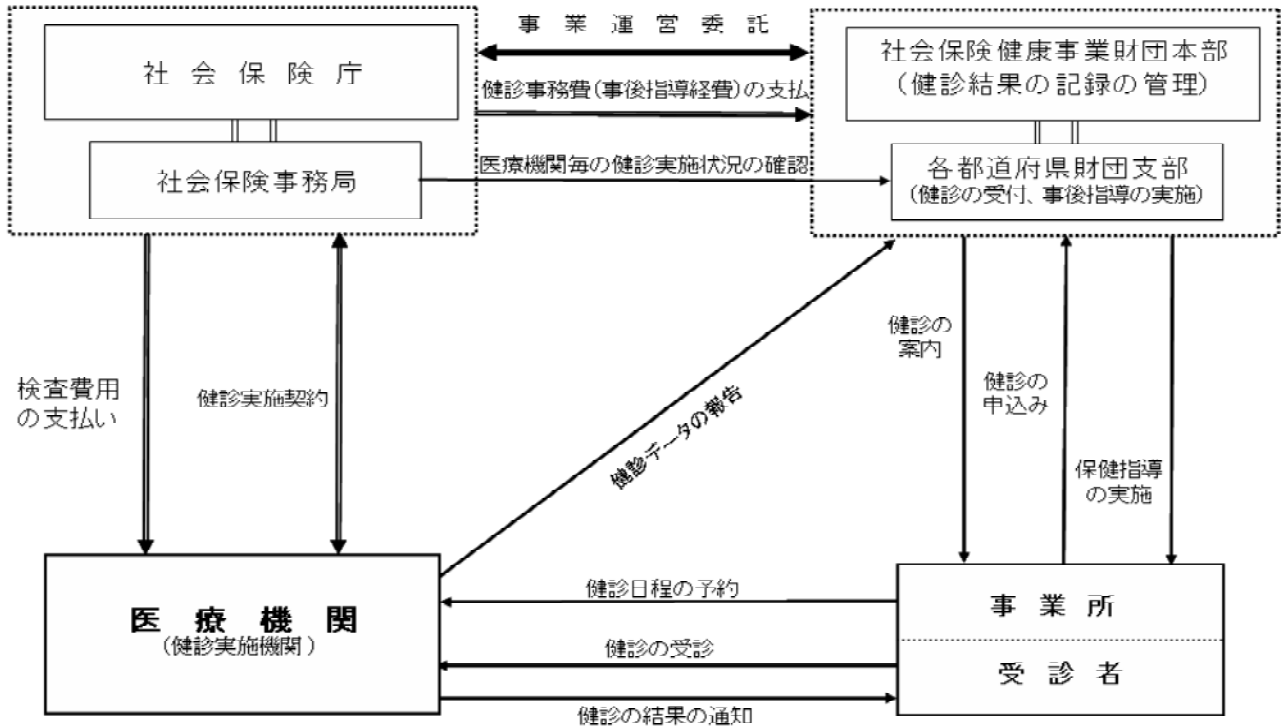 事業運営委託
社会保険庁
社会保険健康事業財団本部
(健診結果の記録の管理)
健診事務費(事後指導経費)の支払
社会保険事務局
医療機関毎の健診実施状況の確認
各都道府県財団支部
(健診の受付、事後指導の実施)
検査費用
の支払い
健診実施契約
健診データの報告
健診の
案内
健診の
申込み
保健指導
の実施
医療機関
(健診実施機関)
健診日程の予約
健診の受診
健診の結果の通知
事業所
受診者